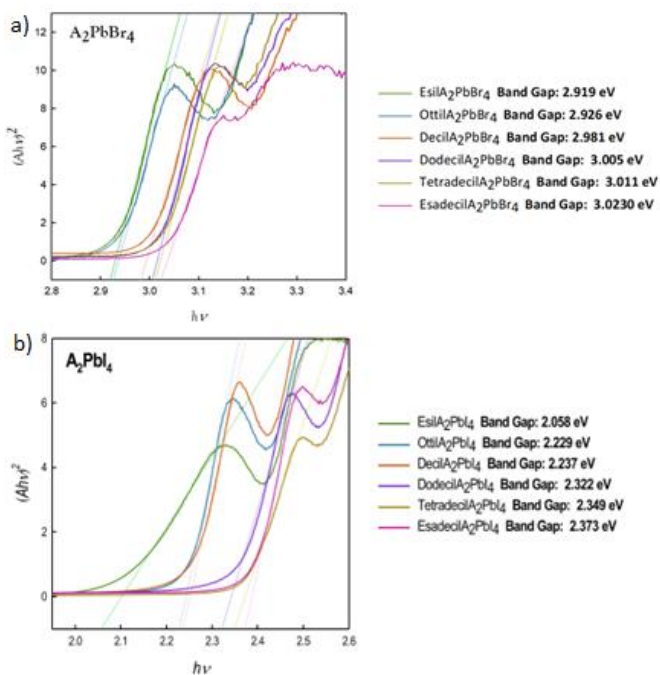 a)
A₂PbBr₄
(Ahν)²
12
10
8
6
4
2
0
2.8 2.9 3.0 3.1 3.2 3.3 3.4
hν
EsilA₂PbBr₄ Band Gap: 2.919 eV
OttilA₂PbBr₄ Band Gap: 2.926 eV
DecilA₂PbBr₄ Band Gap: 2.981 eV
DodecilA₂PbBr₄ Band Gap: 3.005 eV
TetradecilA₂PbBr₄ Band Gap: 3.011 eV
EsadecilA₂PbBr₄ Band Gap: 3.0230 eV
b)
A₂PbI₄
(Ahν)²
8
6
4
2
0
2.0 2.1 2.2 2.3 2.4 2.5 2.6
hν
EsilA₂PbI₄ Band Gap: 2.058 eV
OttilA₂PbI₄ Band Gap: 2.229 eV
DecilA₂PbI₄ Band Gap: 2.237 eV
DodecilA₂PbI₄ Band Gap: 2.322 eV
TetradecilA₂PbI₄ Band Gap: 2.349 eV
EsadecilA₂PbI₄ Band Gap: 2.373 eV